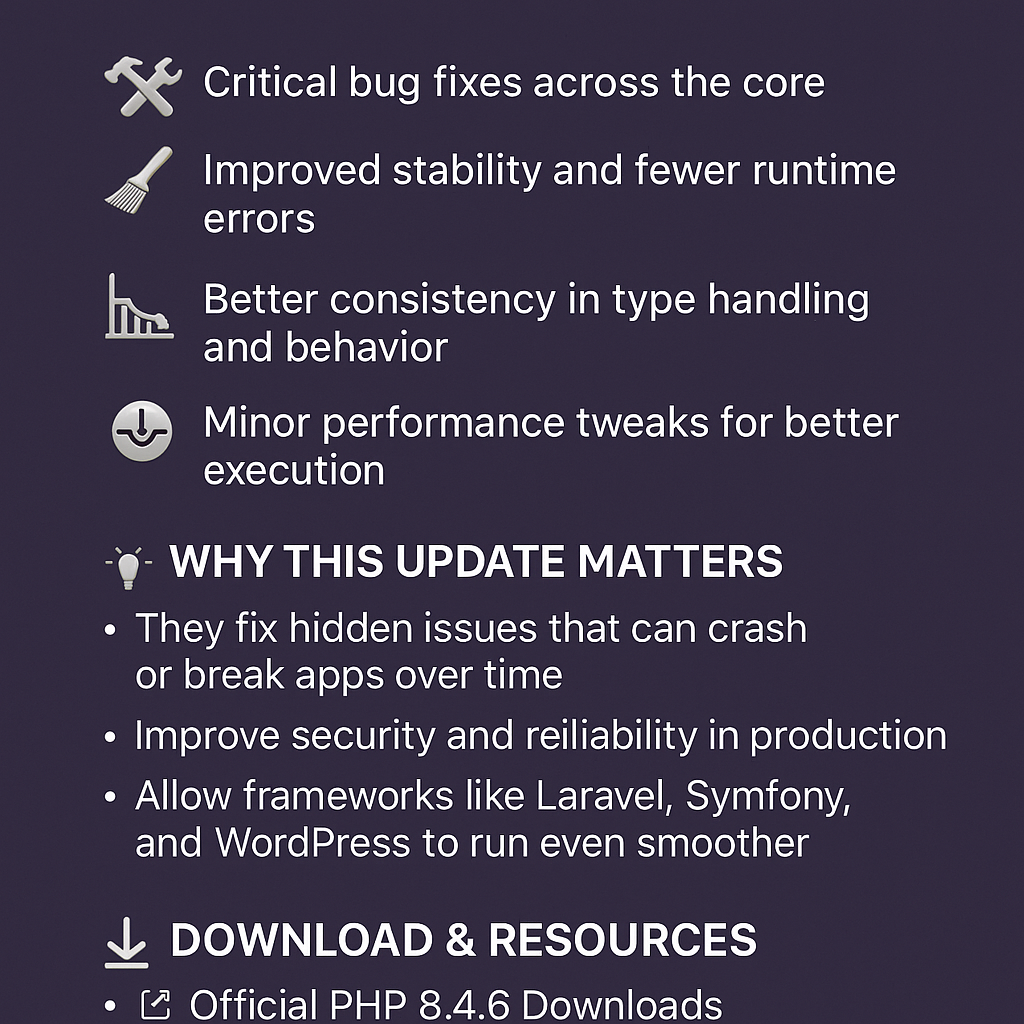 Critical bug fixes across the core
Improved stability and fewer runtime
errors
Better consistency in type handling
and behavior
Minor performance tweaks for better
execution
WHY THIS UPDATE MATTERS
• They fix hidden issues that can crash
or break apps over time
• Improve security and reiliability in production
• Allow frameworks like Laravel, Symfony,
and WordPress to run even smoother
DOWNLOAD & RESOURCES
• Official PHP 8.4.6 Downloads